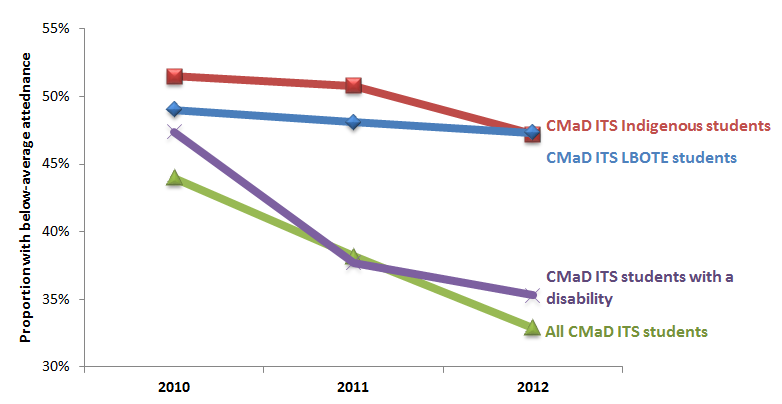 Proportion with below-average attednance
55%
50%
45%
40%
35%
30%
2010
2011
2012
CMaD ITS Indigenous students
CMaD ITS LBOTE students
CMaD ITS students with a
disability
All CMaD ITS students